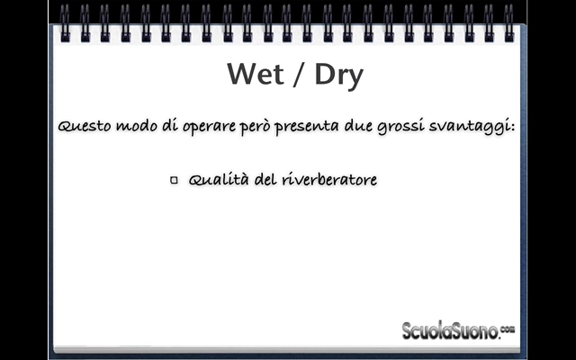 Wet / Dry
Questo modo di operare però presenta due grossi svantaggi:
Qualità del riverberatore
ScuolaSuono.com